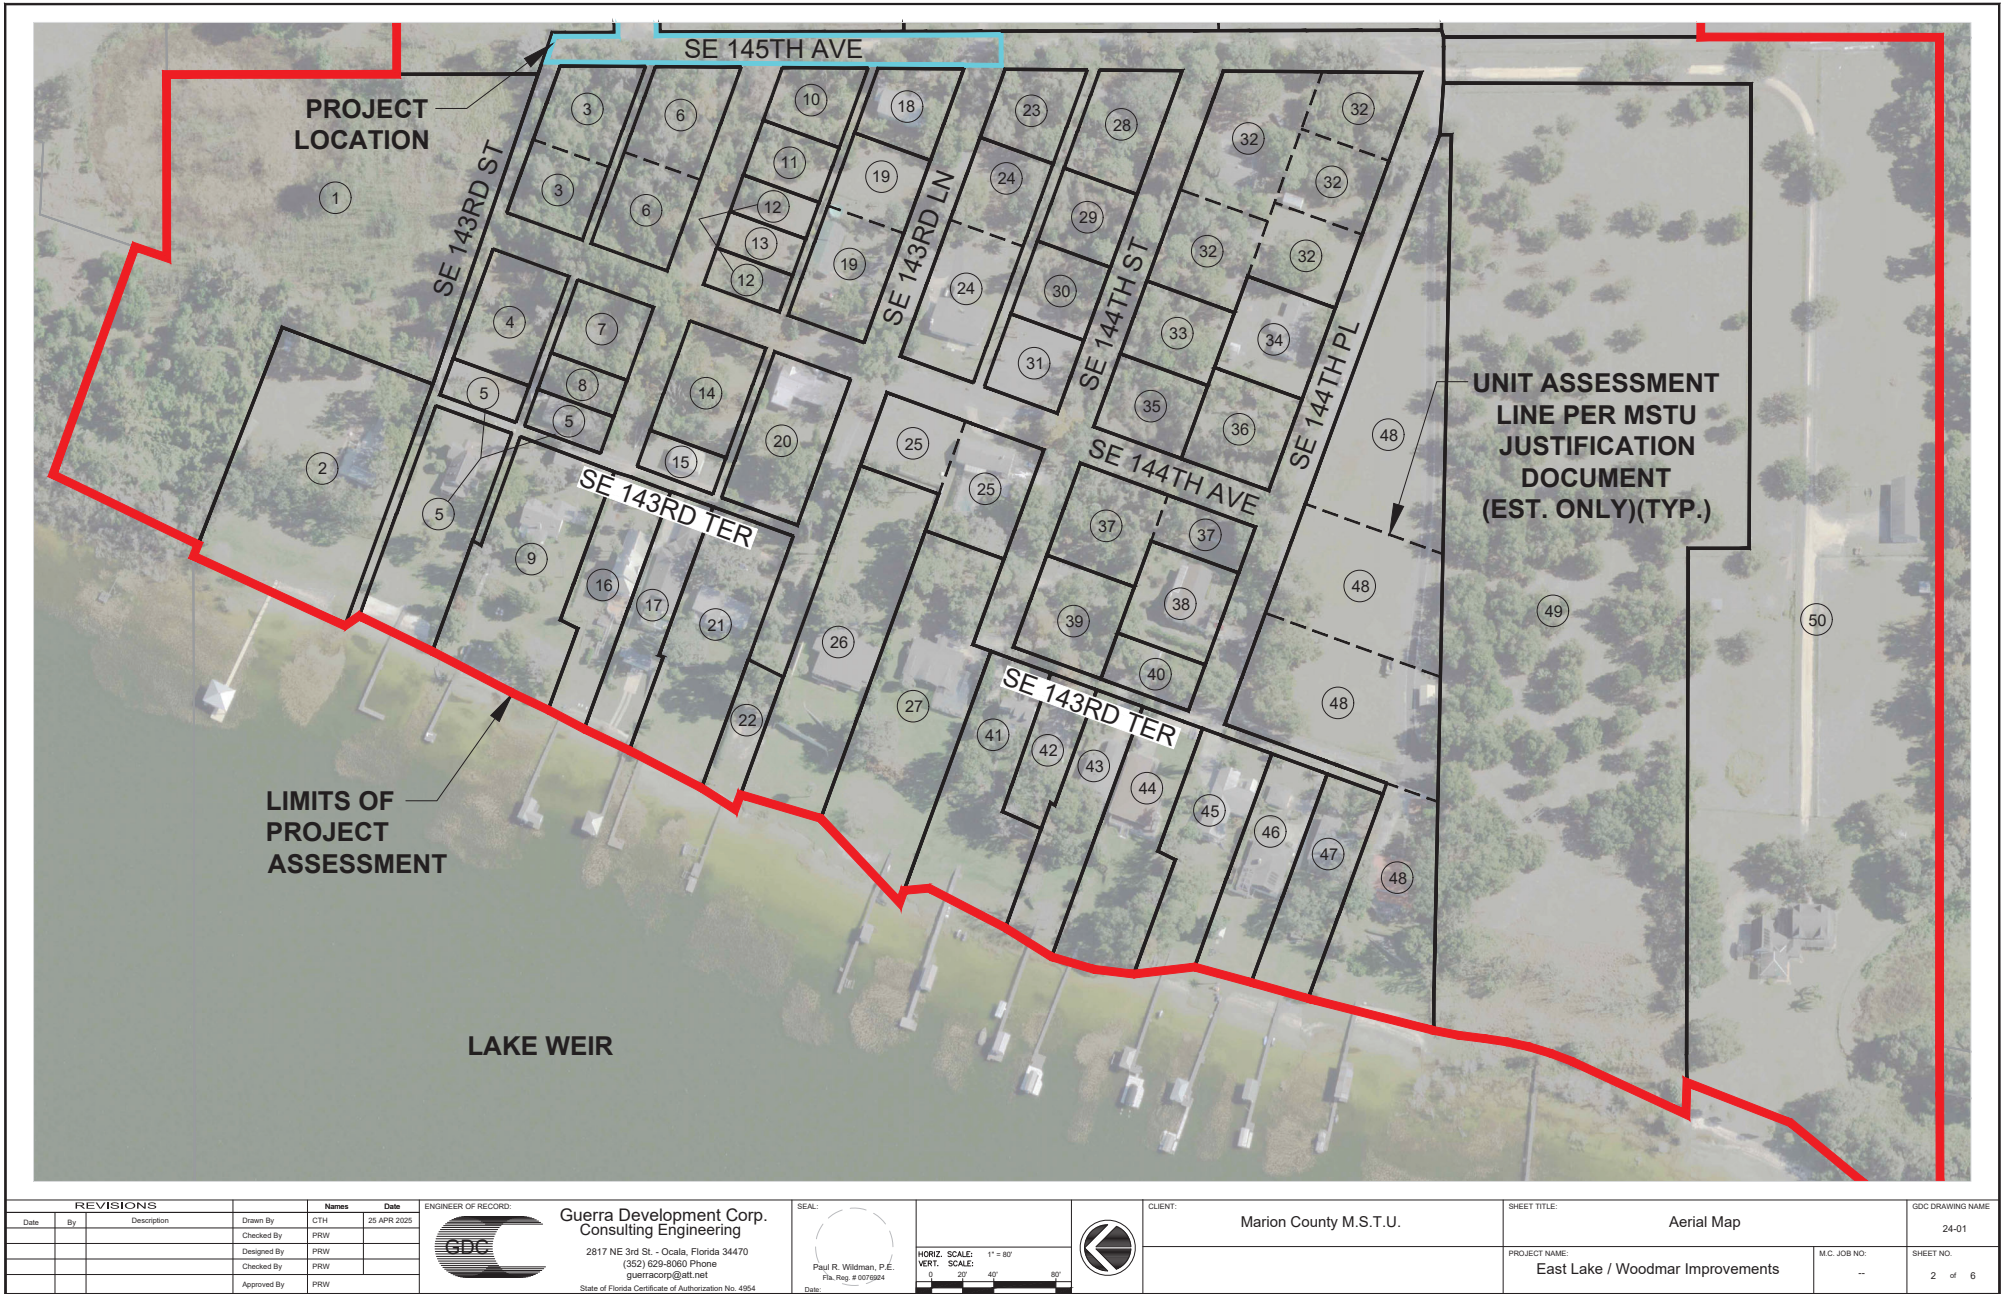 SE 145TH AVE
PROJECT
LOCATION
SE 143RD ST
SE 143RD LN
SE 144TH ST
SE 144TH PL
SE 144TH AVE
SE 143RD TER
SE 143RD TER
UNIT ASSESSMENT
LINE PER MSTU
JUSTIFICATION
DOCUMENT
(EST. ONLY)(TYP.)
LIMITS OF
PROJECT
ASSESSMENT
LAKE WEIR
1
2
3
3
4
5
5
5
6
6
7
8
9
10
11
12
13
12
14
15
16
17
18
19
19
20
21
22
23
24
24
25
25
26
27
28
29
30
31
32
32
32
32
32
33
34
35
36
37
37
38
39
40
41
42
43
44
45
46
47
48
48
48
48
49
50
REVISIONS
Date By Description
Names Date
Drawn By CTH 25 APR 2025
Checked By PRW
Designed By PRW
Checked By PRW
Approved By PRW
ENGINEER OF RECORD:
GDC
Guerra Development Corp.
Consulting Engineering
2817 NE 3rd St. - Ocala, Florida 34470
(352) 629-8060 Phone
guerracorp@att.net
State of Florida Certificate of Authorization No. 4954
SEAL:
Paul R. Wildman, P.E.
Fla. Reg. # 0076924
Date:
HORIZ. SCALE: 1" = 80'
VERT. SCALE:
0 20' 40' 80'
CLIENT:
Marion County M.S.T.U.
SHEET TITLE:
Aerial Map
GDC DRAWING NAME
24-01
PROJECT NAME:
East Lake / Woodmar Improvements
M.C. JOB NO:
--
SHEET NO.
2 of 6